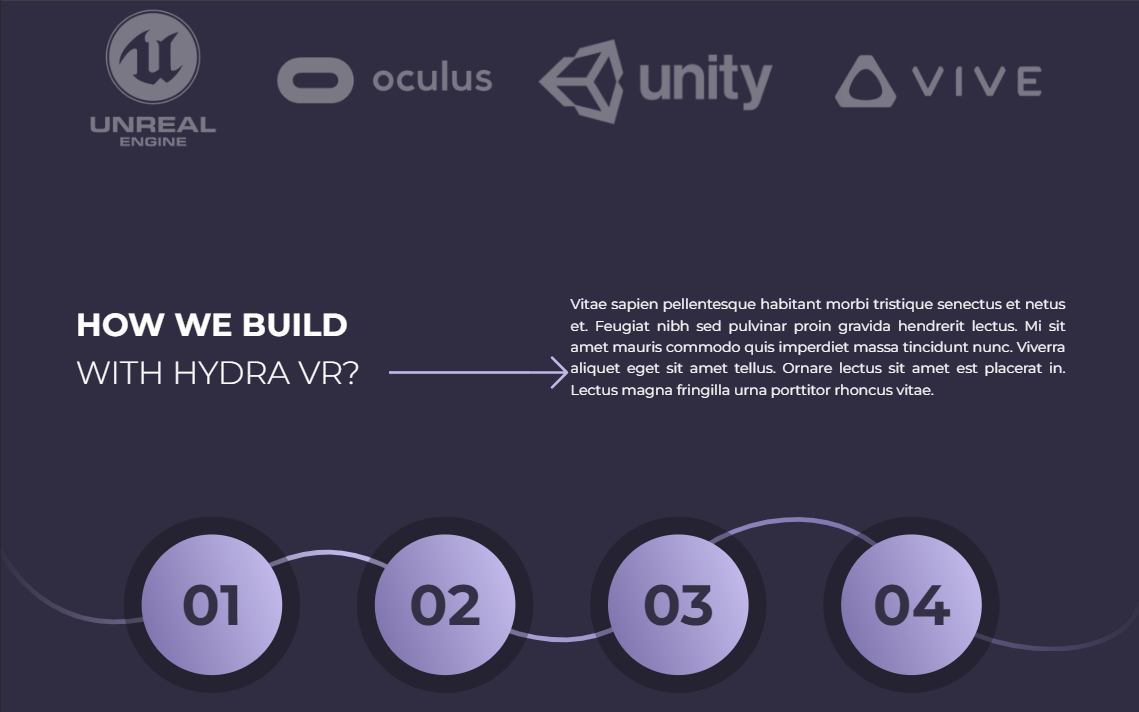 UNREAL
ENGINE
oculus
unity
VIVE
HOW WE BUILD
WITH HYDRA VR?
Vitae sapien pellentesque habitant morbi tristique senectus et netus
et. Feugiat nibh sed pulvinar proin gravida hendrerit lectus. Mi sit
amet mauris commodo quis imperdiet massa tincidunt nunc. Viverra
aliquet eget sit amet tellus. Ornare lectus sit amet est placerat in.
Lectus magna fringilla urna porttitor rhoncus vitae.
01
02
03
04